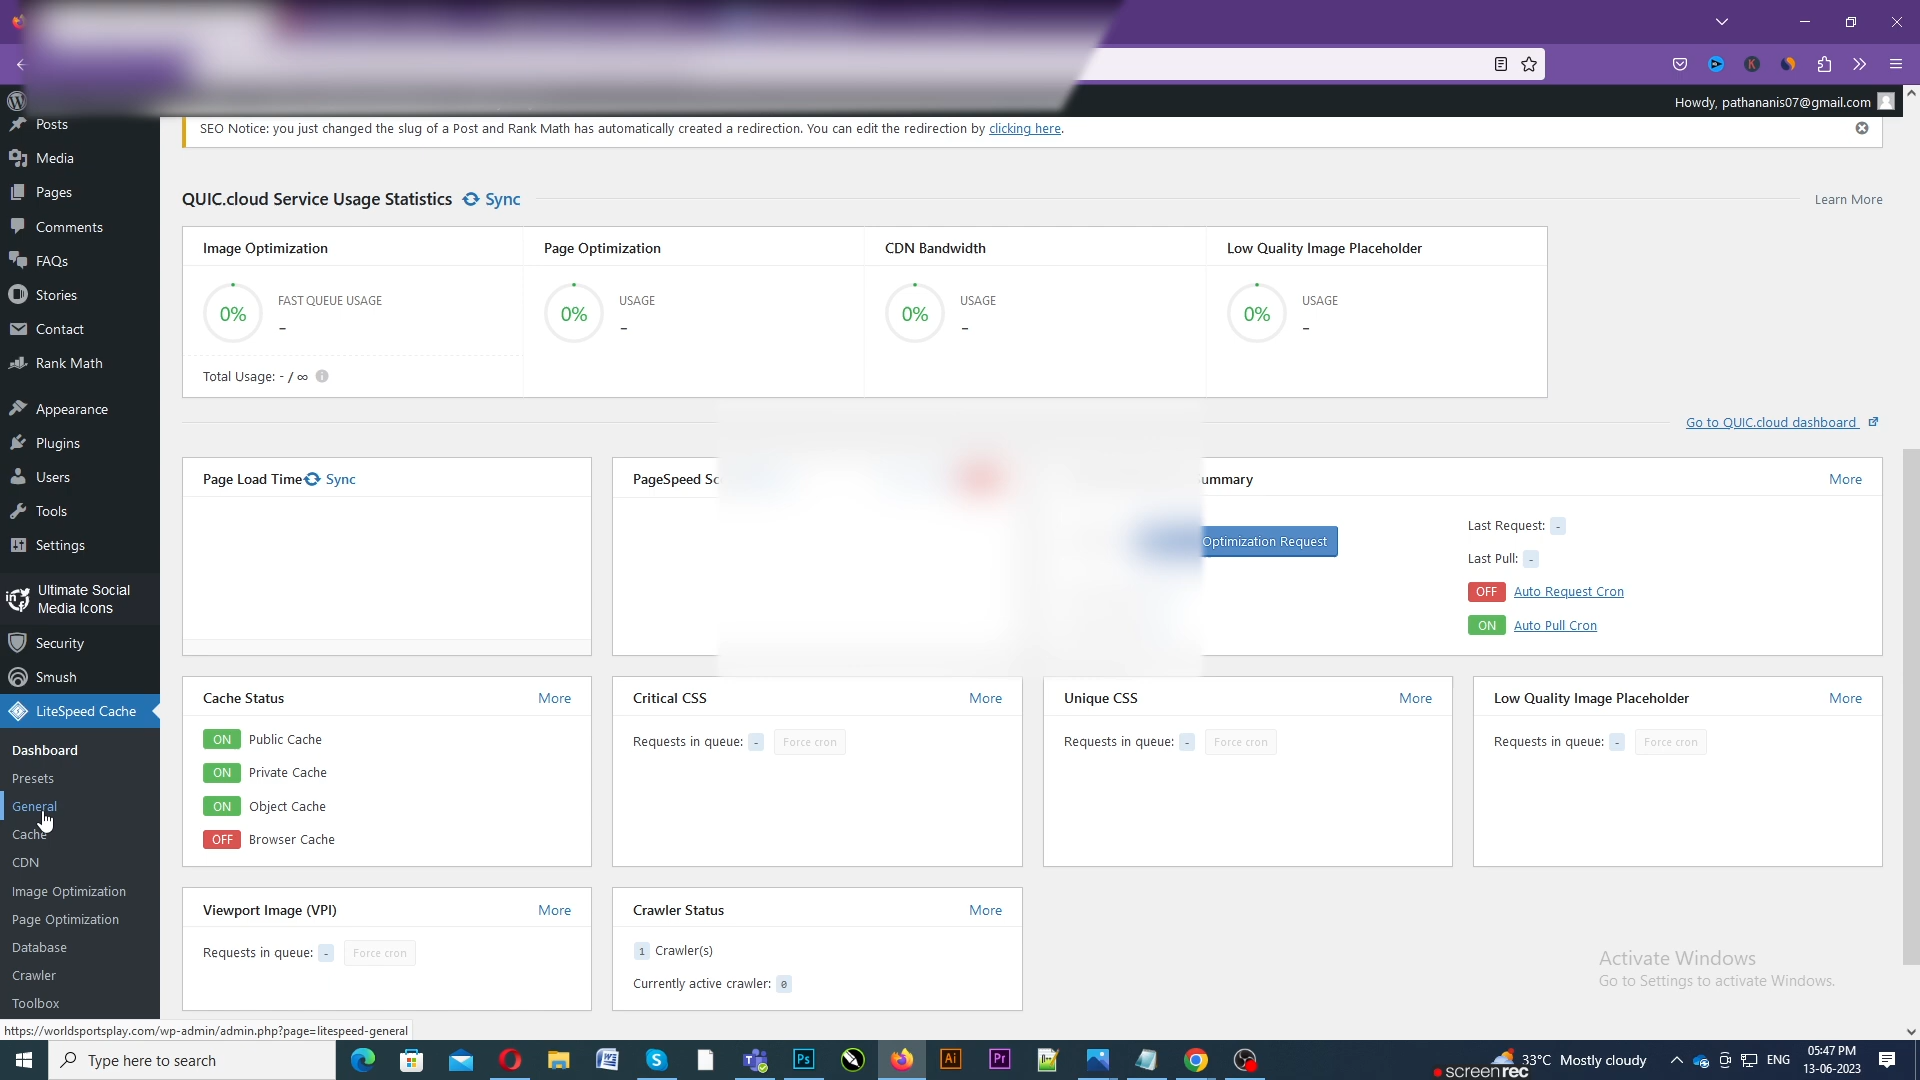 Howdy, pathananis07@gmail.com
Posts
Media
Pages
Comments
FAQs
Stories
Contact
Rank Math
Appearance
Plugins
Users
Tools
Settings
Ultimate Social
Media Icons
Security
Smush
LiteSpeed Cache
Dashboard
Presets
General
Cache
CDN
Image Optimization
Page Optimization
Database
Crawler
Toolbox
SEO Notice: you just changed the slug of a Post and Rank Math has automatically created a redirection. You can edit the redirection by clicking here.
QUIC.cloud Service Usage Statistics Sync
Learn More
Image Optimization
0% FAST QUEUE USAGE
-
Total Usage: - / ∞
Page Optimization
0% USAGE
-
CDN Bandwidth
0% USAGE
-
Low Quality Image Placeholder
0% USAGE
-
Go to QUIC.cloud dashboard
Page Load Time Sync
PageSpeed Sc
ummary More
Optimization Request
Last Request: -
Last Pull: -
OFF Auto Request Cron
ON Auto Pull Cron
Cache Status More
ON Public Cache
ON Private Cache
ON Object Cache
OFF Browser Cache
Critical CSS More
Requests in queue: - Force cron
Unique CSS More
Requests in queue: - Force cron
Low Quality Image Placeholder More
Requests in queue: - Force cron
Viewport Image (VPI) More
Requests in queue: - Force cron
Crawler Status More
1 Crawler(s)
Currently active crawler: 0
Activate Windows
Go to Settings to activate Windows.
https://worldsportsplay.com/wp-admin/admin.php?page=litespeed-general
Type here to search
33°C Mostly cloudy
ENG
05:47 PM
13-06-2023
screenrec